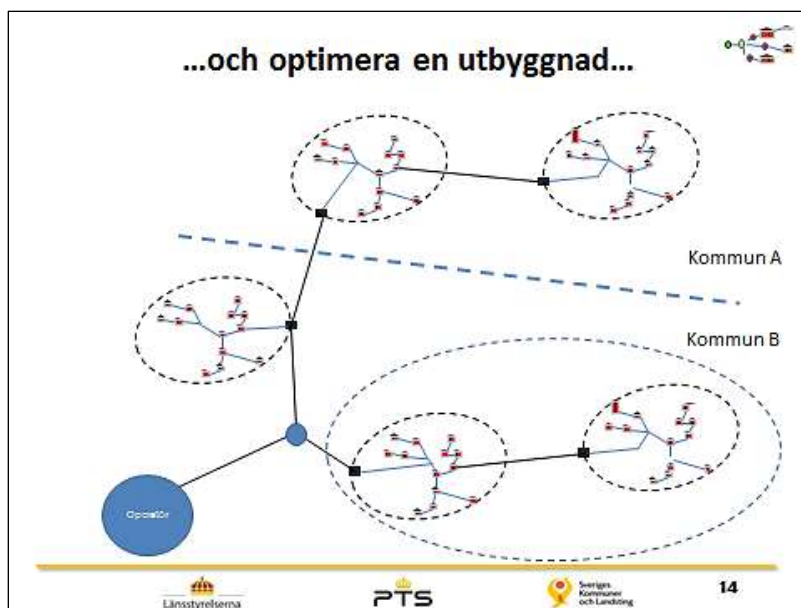 ...och optimera en utbyggnad...
Kommun A
Kommun B
Operatör
Länsstyrelserna
PTS
Sveriges
Kommuner
och Landsting
14